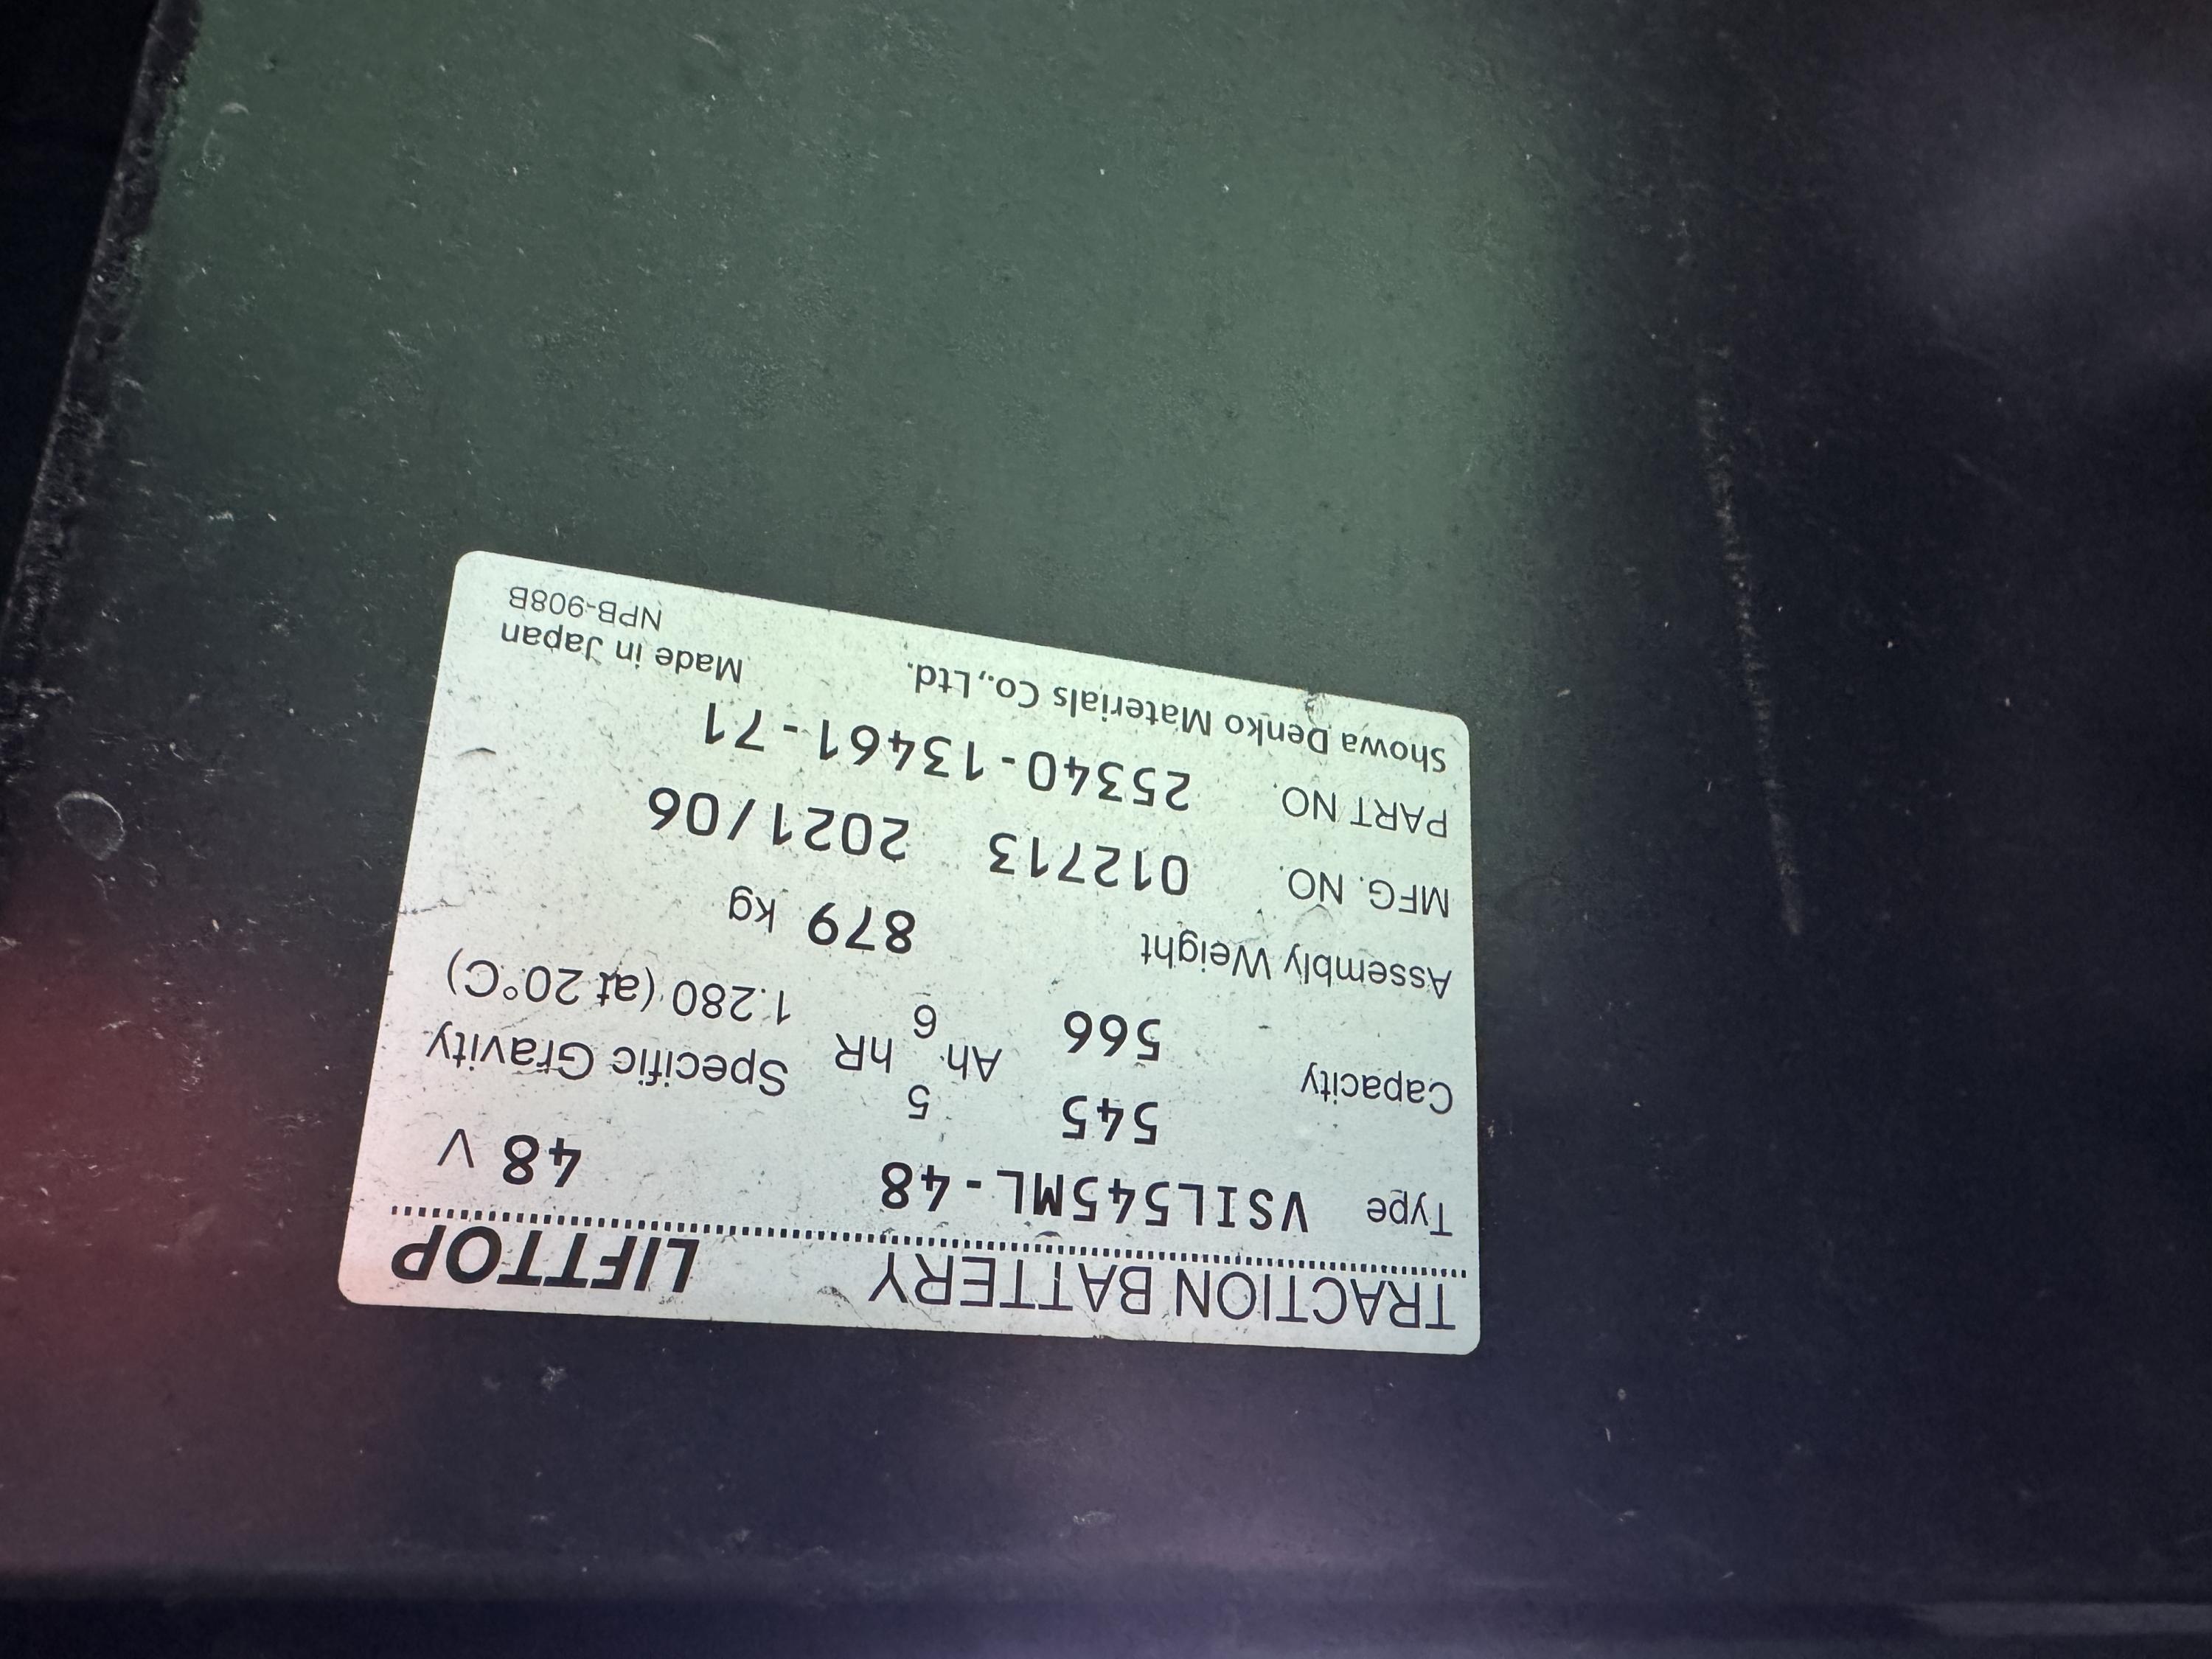 TRACTION BATTERY LIFTTOP
Type VSIL545ML-48 48 V
545 5
Capacity Ah hR Specific Gravity
566 6 1.280 (at 20°C)
Assembly Weight 879 kg
MFG. NO. 012713 2021/06
PART NO. 25340-13461-71
Showa Denko Materials Co.,Ltd. Made in Japan
NPB-908B